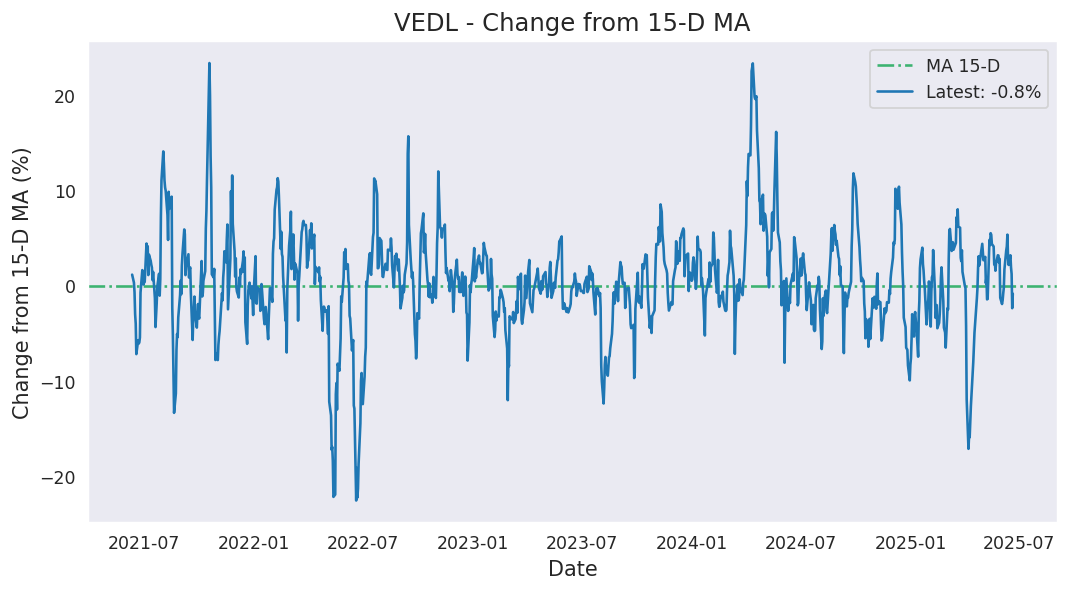 VEDL - Change from 15-D MA
MA 15-D
Latest: -0.8%
Change from 15-D MA (%)
20
10
0
−10
−20
2021-07 2022-01 2022-07 2023-01 2023-07 2024-01 2024-07 2025-01 2025-07
Date